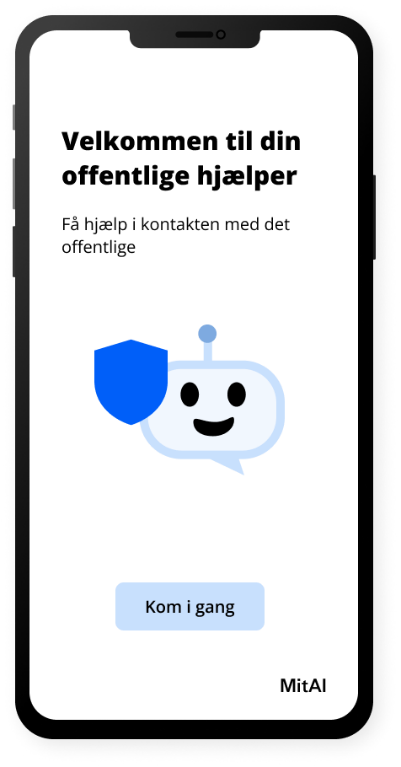 Velkommen til din
offentlige hjælper
Få hjælp i kontakten med det
offentlige
Kom i gang
MitAI